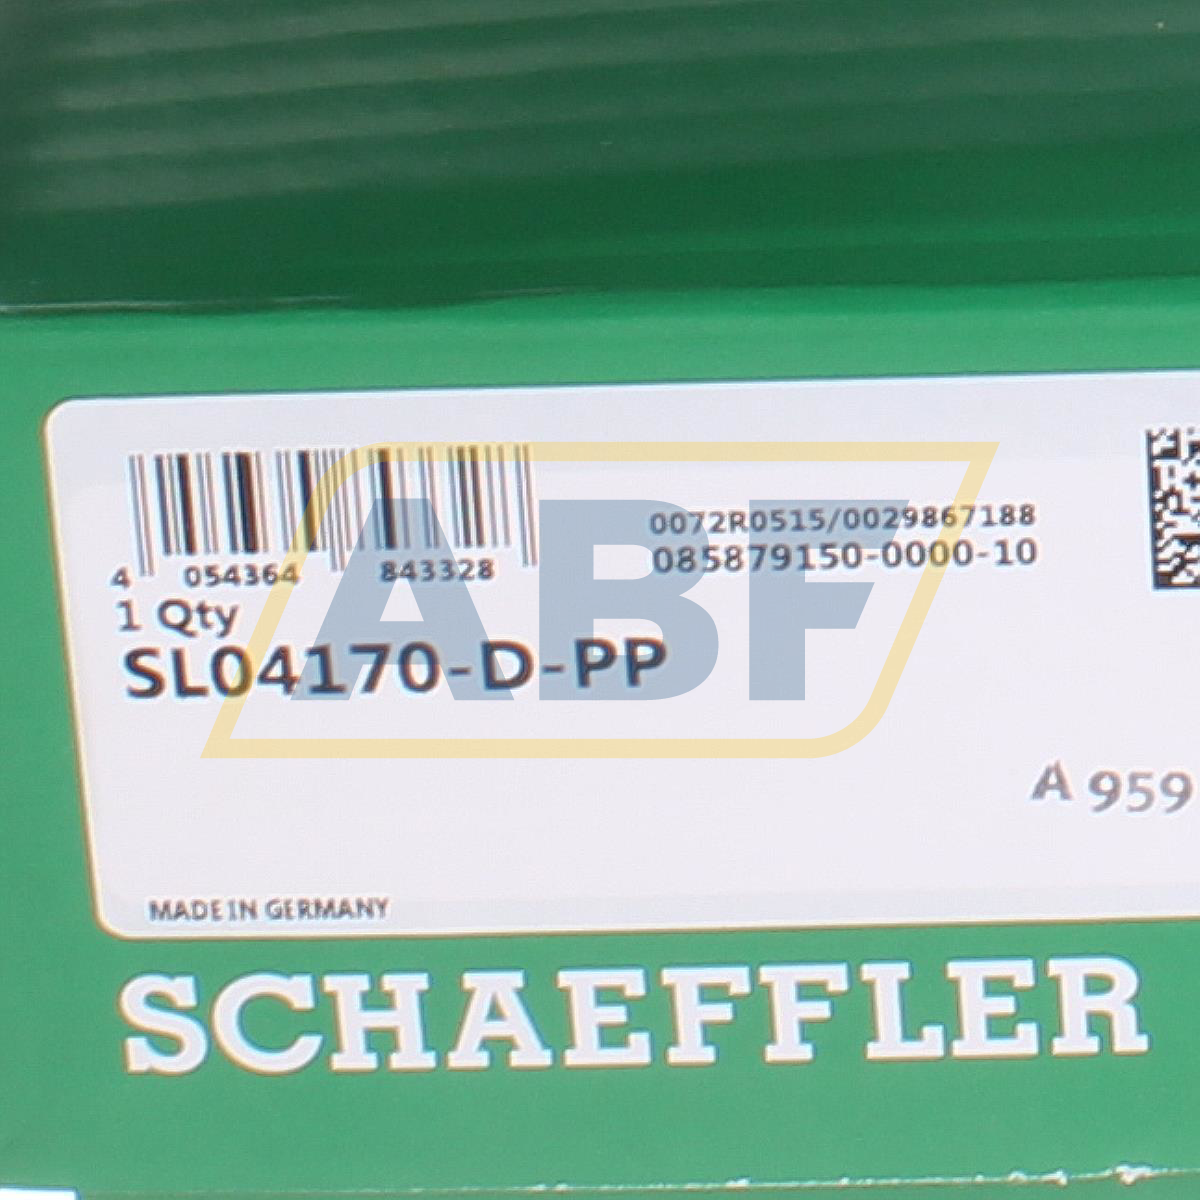 4 054364 843328
0072R0515/0029867188
085879150-0000-10
1 Qty
SL04170-D-PP
ABF
A 959
MADE IN GERMANY
SCHAEFFLER